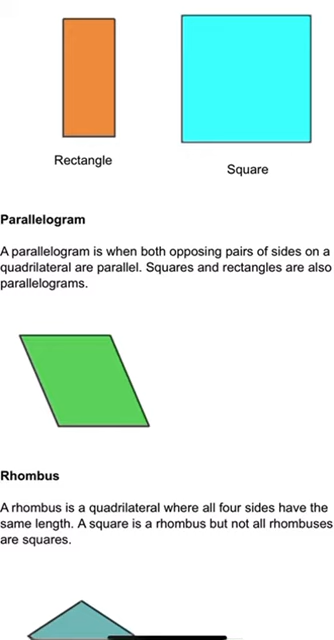 Rectangle
Square
Parallelogram
A parallelogram is when both opposing pairs of sides on a
quadrilateral are parallel. Squares and rectangles are also
parallelograms.
Rhombus
A rhombus is a quadrilateral where all four sides have the
same length. A square is a rhombus but not all rhombuses
are squares.